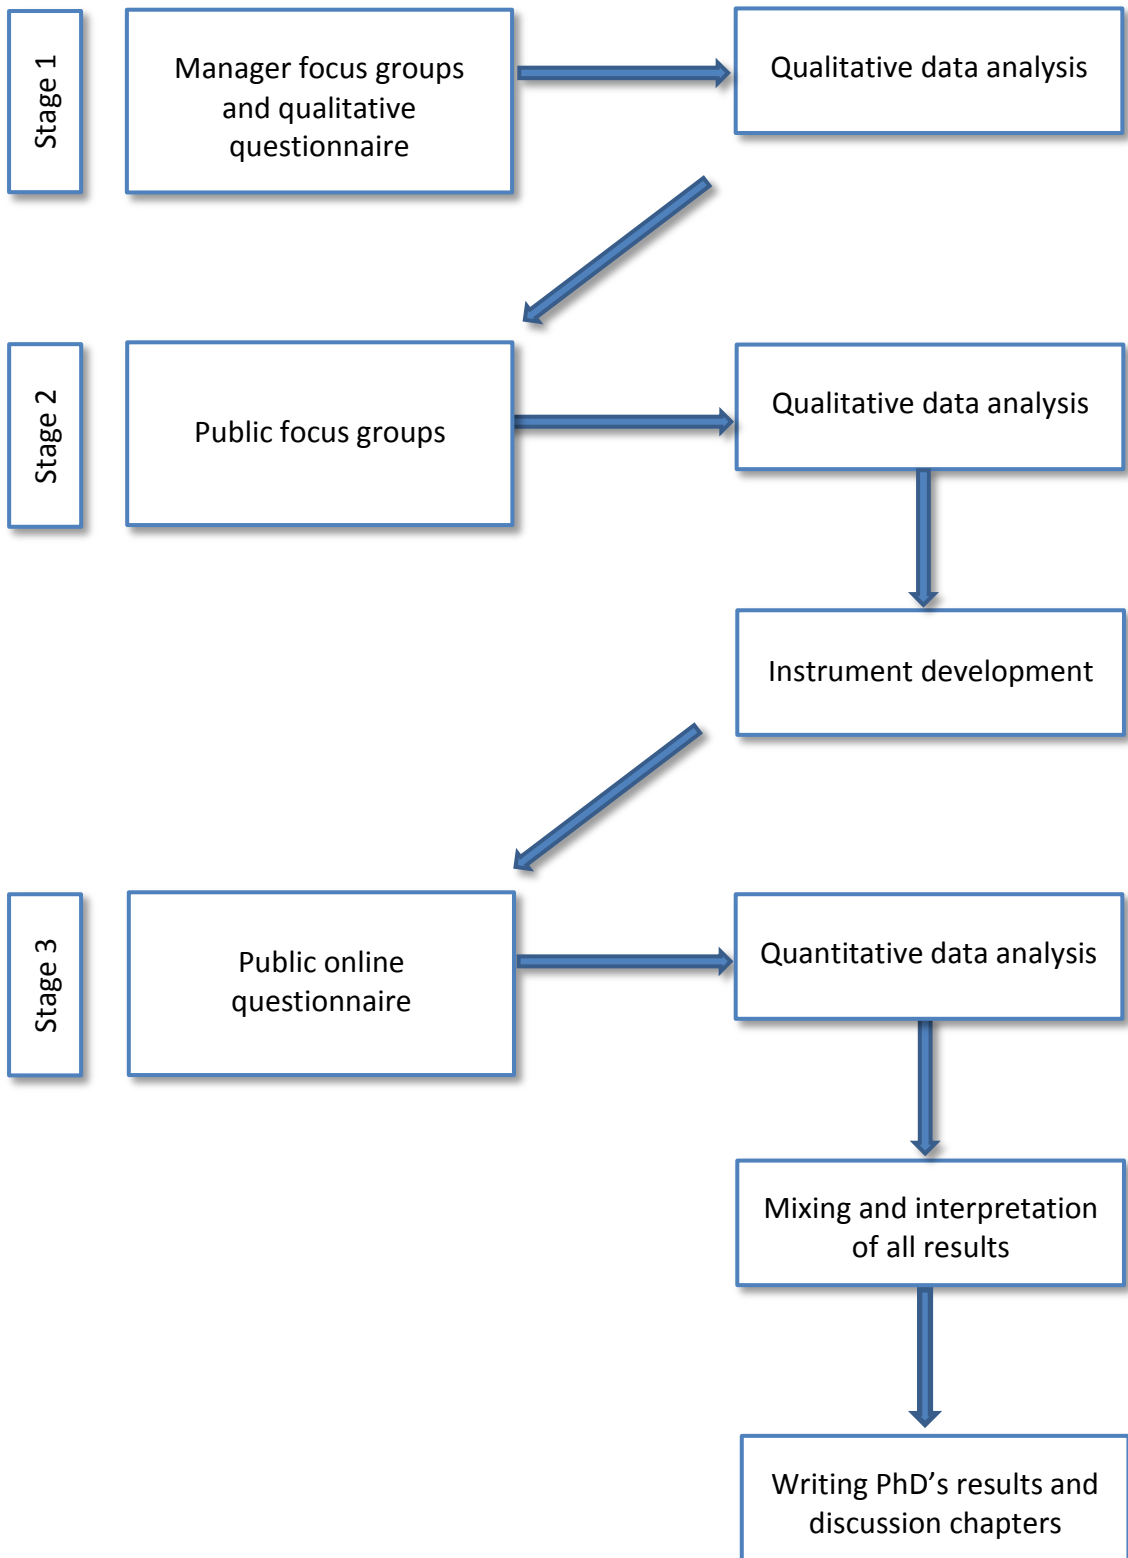 Stage 1
Manager focus groups
and qualitative
questionnaire
Qualitative data analysis
Stage 2
Public focus groups
Qualitative data analysis
Instrument development
Stage 3
Public online
questionnaire
Quantitative data analysis
Mixing and interpretation
of all results
Writing PhD’s results and
discussion chapters